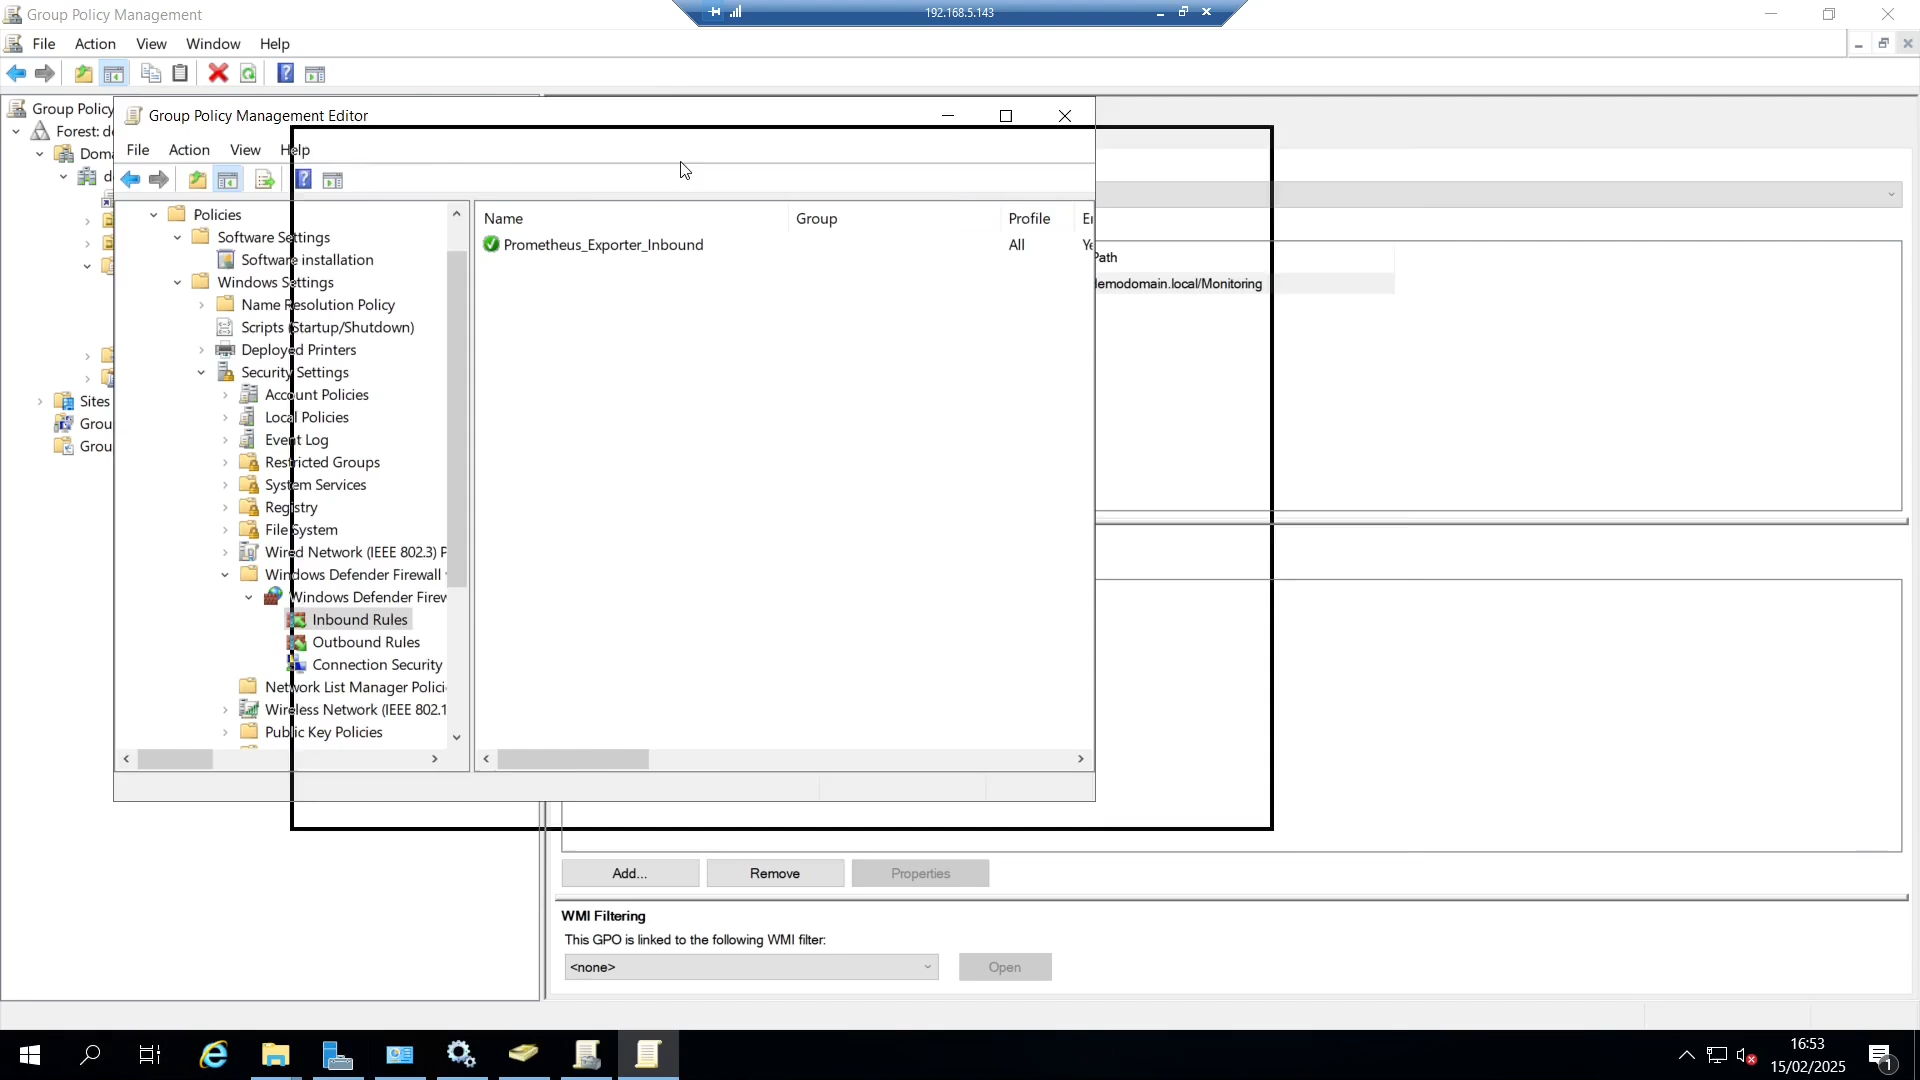 Group Policy Management
192.168.5.143
File Action View Window Help
Group Policy
Forest: de
Doma
d
Sites
Grou
Grou
Group Policy Management Editor
File Action View Help
Policies
Software Settings
Software installation
Windows Settings
Name Resolution Policy
Scripts (Startup/Shutdown)
Deployed Printers
Security Settings
Account Policies
Local Policies
Event Log
Restricted Groups
System Services
Registry
File System
Wired Network (IEEE 802.3) P
Windows Defender Firewall
Windows Defender Firew
Inbound Rules
Outbound Rules
Connection Security
Network List Manager Polici
Wireless Network (IEEE 802.1
Public Key Policies
Name Group Profile En
Prometheus_Exporter_Inbound All Ye
Path
demodomain.local/Monitoring
Add... Remove Properties
WMI Filtering
This GPO is linked to the following WMI filter:
<none> Open
16:53
15/02/2025
1